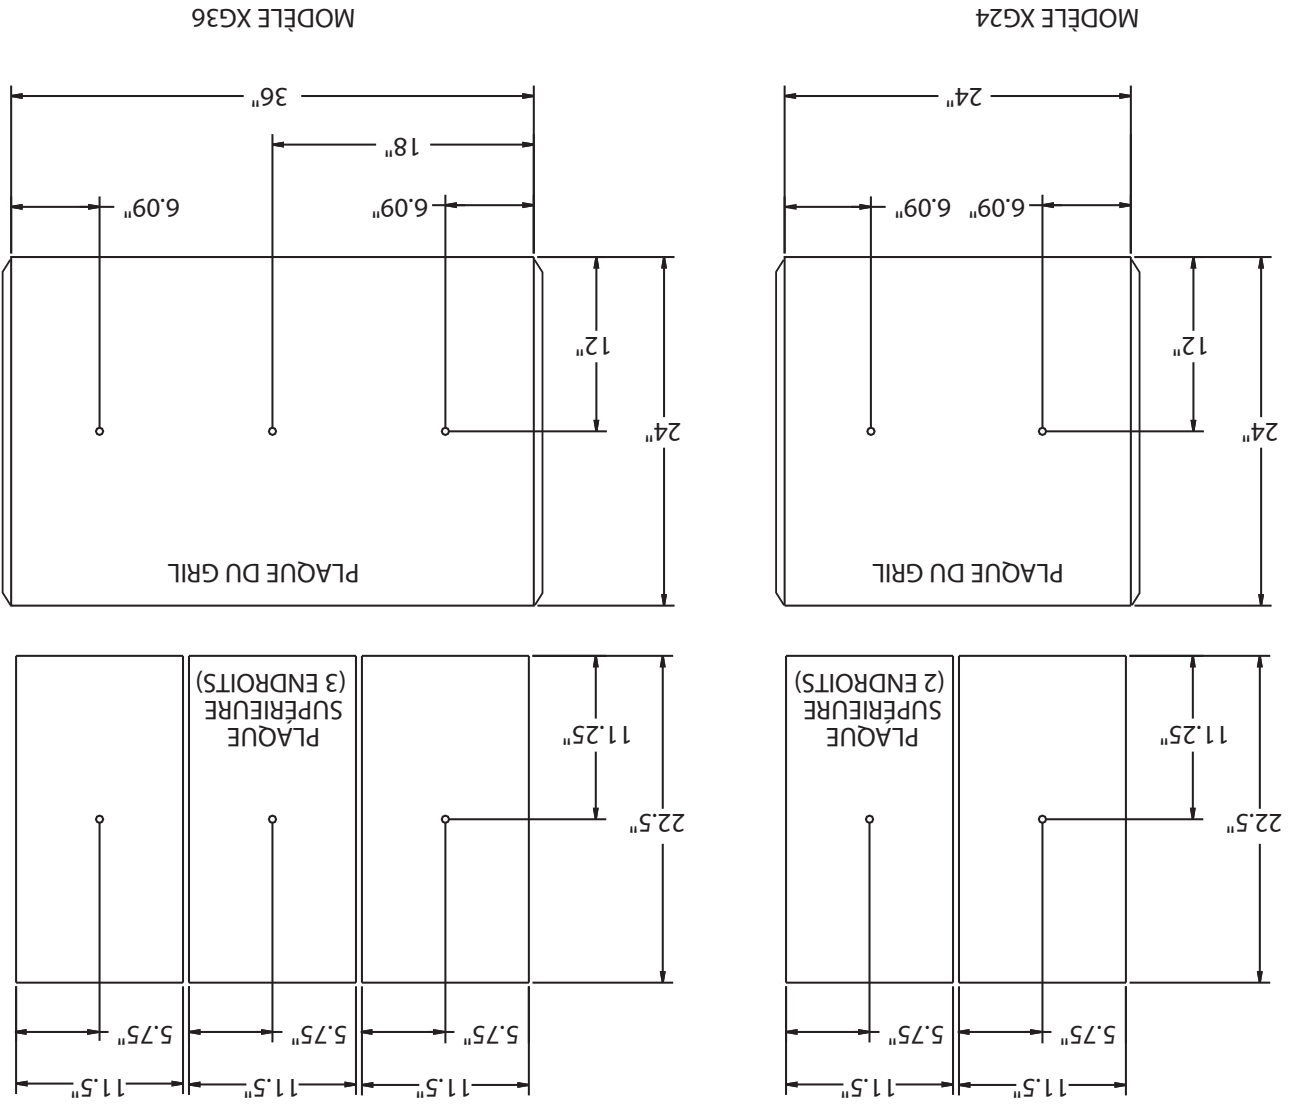 11.5"
11.5"
5.75"
5.75"
22.5"
11.25"
PLAQUE
SUPÉRIEURE
(2 ENDROITS)
PLAQUE DU GRIL
24"
12"
6.09"
6.09"
24"
MODÈLE XG24
11.5"
11.5"
11.5"
5.75"
5.75"
5.75"
22.5"
11.25"
PLAQUE
SUPÉRIEURE
(3 ENDROITS)
PLAQUE DU GRIL
24"
12"
6.09"
6.09"
18"
36"
MODÈLE XG36